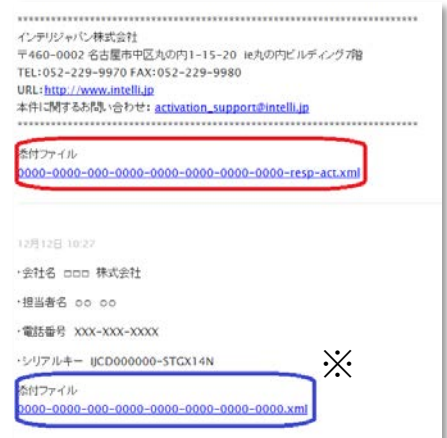 ****************************************************************************
インテリジャパン株式会社
〒460-0002 名古屋市中区丸の内1-15-20 ie丸の内ビルディング7階
TEL:052-229-9970 FAX:052-229-9980
URL:http://www.intelli.jp
本件に関するお問い合わせ: activation_support@intelli.jp
****************************************************************************
添付ファイル
0000-0000-000-0000-0000-0000-0000-0000-resp-act.xml
12月12日 10:27
・会社名 □□□ 株式会社
・担当者名 ○○ ○○
・電話番号 XXX-XXX-XXXX
・シリアルキー IJCD000000-STGX14N
※
添付ファイル
0000-0000-000-0000-0000-0000-0000-0000.xml